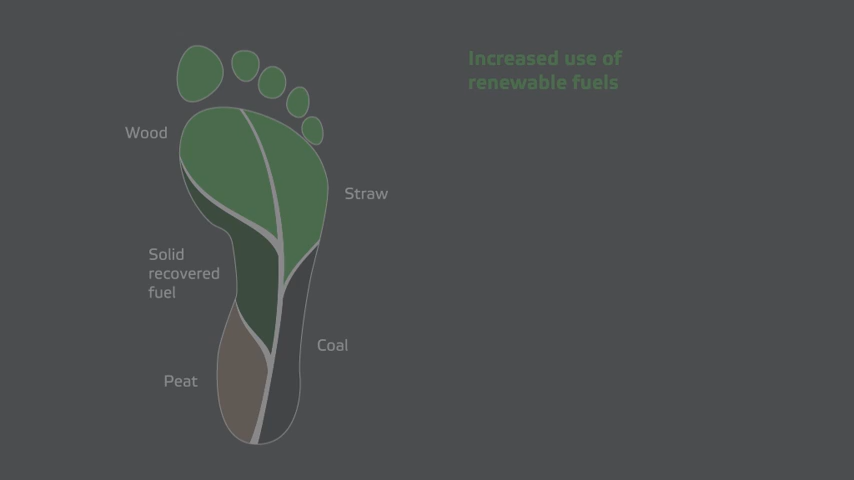 Increased use of
renewable fuels
Wood
Straw
Solid
recovered
fuel
Coal
Peat